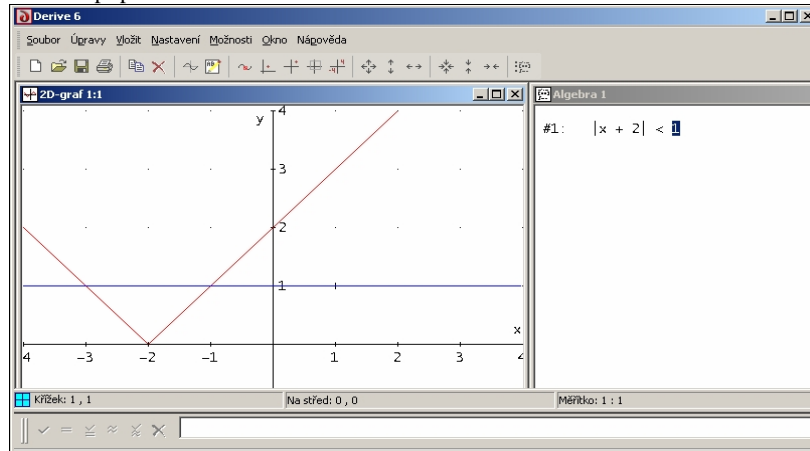 Derive 6
Soubor Úpravy Vložit Nastavení Možnosti Okno Nápověda
2D-graf 1:1
Algebra 1
y
4
3
2
1
x
4 -3 -2 -1 1 2 3 4
#1: |x + 2| < 1
Křížek: 1 , 1 Na střed: 0 , 0 Měřítko: 1 : 1